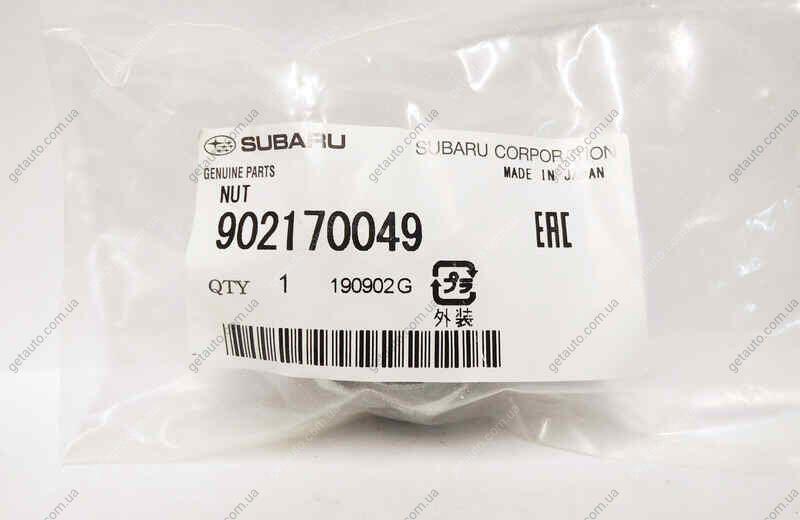 SUBARU SUBARU CORPORATION
GENUINE PARTS MADE IN JAPAN
NUT
902170049 EAC
QTY 1 190902G プラ
外装
getauto.com.ua